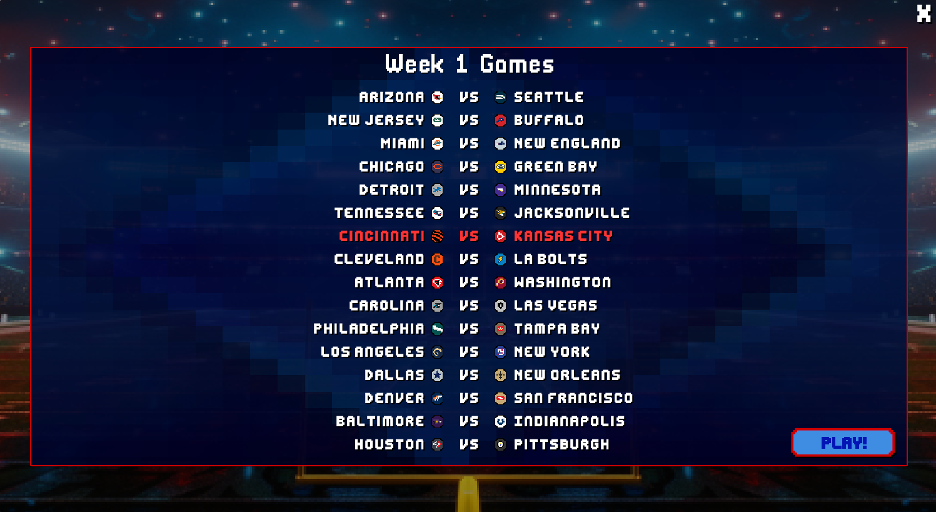 X
Week 1 Games
ARIZONA VS SEATTLE
NEW JERSEY VS BUFFALO
MIAMI VS NEW ENGLAND
CHICAGO VS GREEN BAY
DETROIT VS MINNESOTA
TENNESSEE VS JACKSONVILLE
CINCINNATI VS KANSAS CITY
CLEVELAND VS LA BOLTS
ATLANTA VS WASHINGTON
CAROLINA VS LAS VEGAS
PHILADELPHIA VS TAMPA BAY
LOS ANGELES VS NEW YORK
DALLAS VS NEW ORLEANS
DENVER VS SAN FRANCISCO
BALTIMORE VS INDIANAPOLIS
HOUSTON VS PITTSBURGH
PLAY!